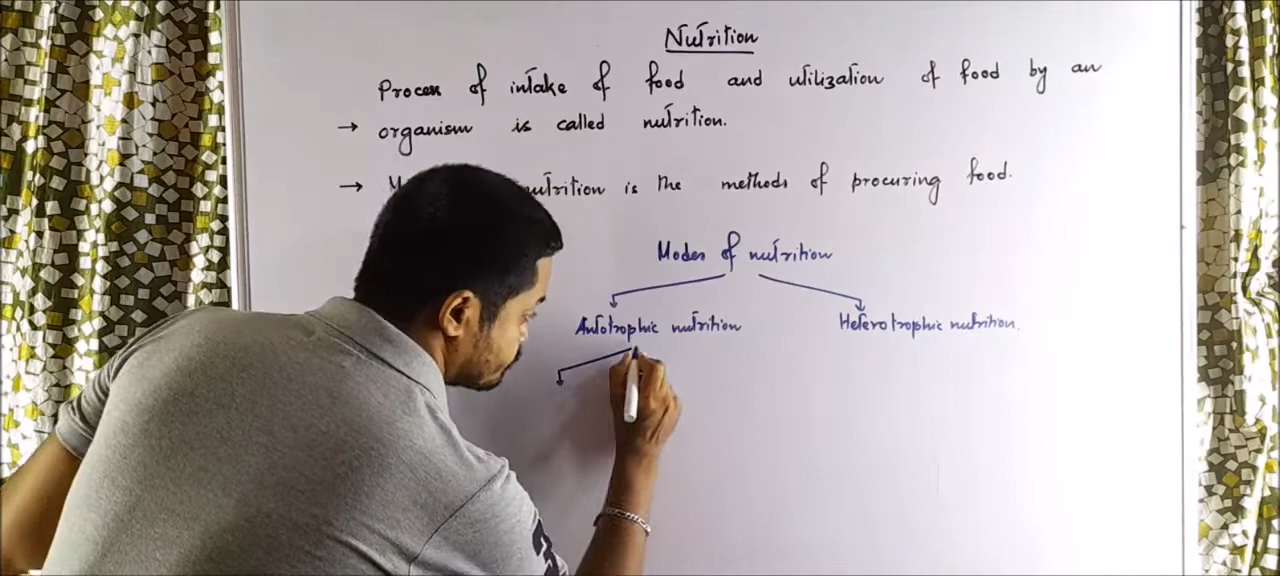 Nutrition
Process of intake of food and utilization of food by an
→ organism is called nutrition.
→ nutrition is the methods of procuring food.
Modes of nutrition
Autotrophic nutrition Heterotrophic nutrition.